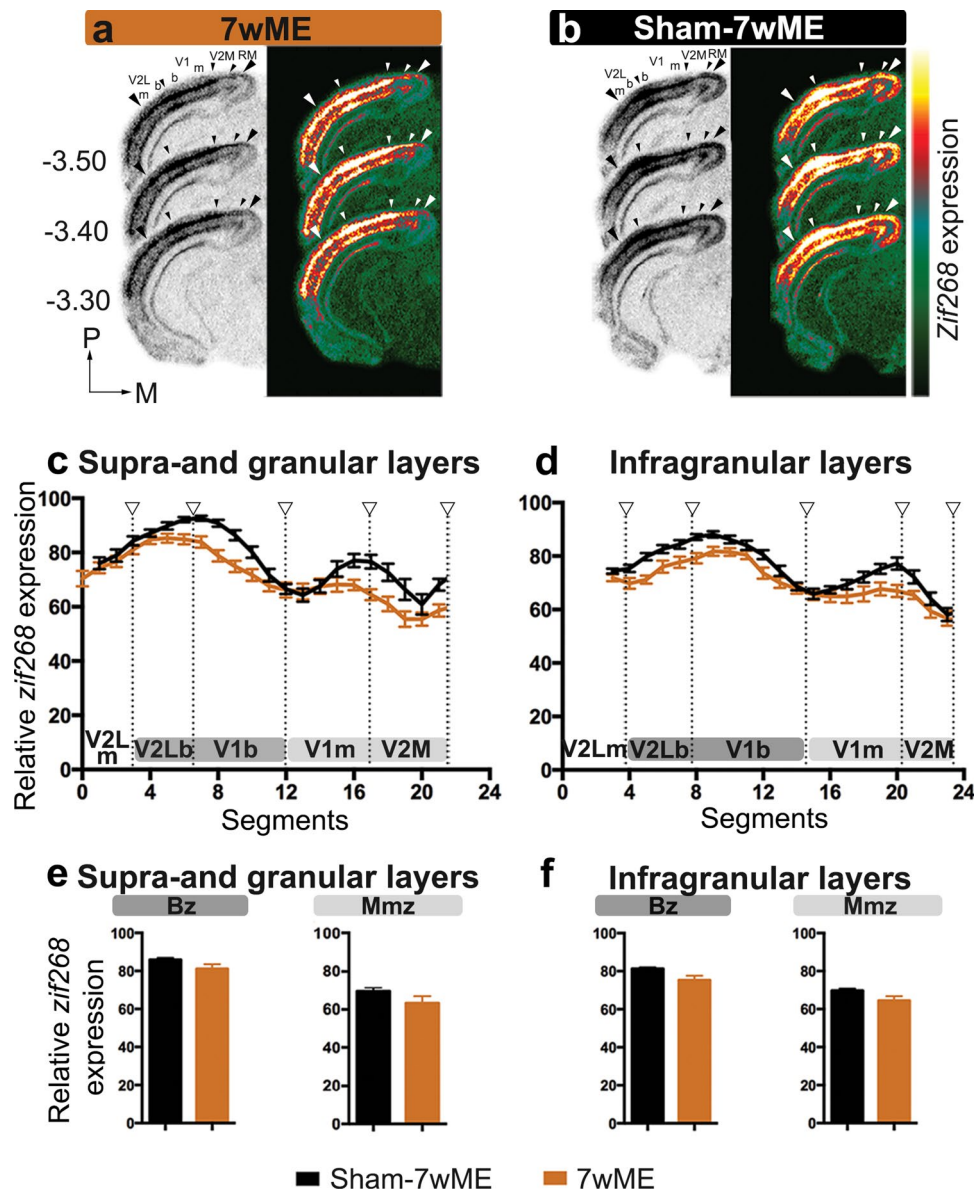 a 7wME
b Sham-7wME
V2L m b b V1 m V2M RM
V2L m b b V1 m V2M RM
-3.50
-3.40
-3.30
P
M
Zif268 expression
c Supra-and granular layers
d Infragranular layers
Relative zif268 expression
100
80
60
40
20
0
V2L m V2Lb V1b V1m V2M
0 4 8 12 16 20 24
Segments
100
80
60
40
20
0
V2Lm V2Lb V1b V1m V2M
0 4 8 12 16 20 24
Segments
e Supra-and granular layers
f Infragranular layers
Bz
Mmz
Bz
Mmz
Relative zif268
expression
100
80
60
40
20
0
100
80
60
40
20
0
100
80
60
40
20
0
100
80
60
40
20
0
Sham-7wME 7wME